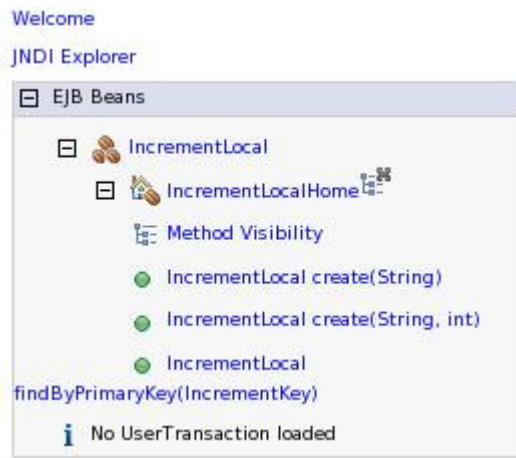 Welcome
JNDI Explorer
EJB Beans
IncrementLocal
IncrementLocalHome
Method Visibility
IncrementLocal create(String)
IncrementLocal create(String, int)
IncrementLocal
findByPrimaryKey(IncrementKey)
No UserTransaction loaded